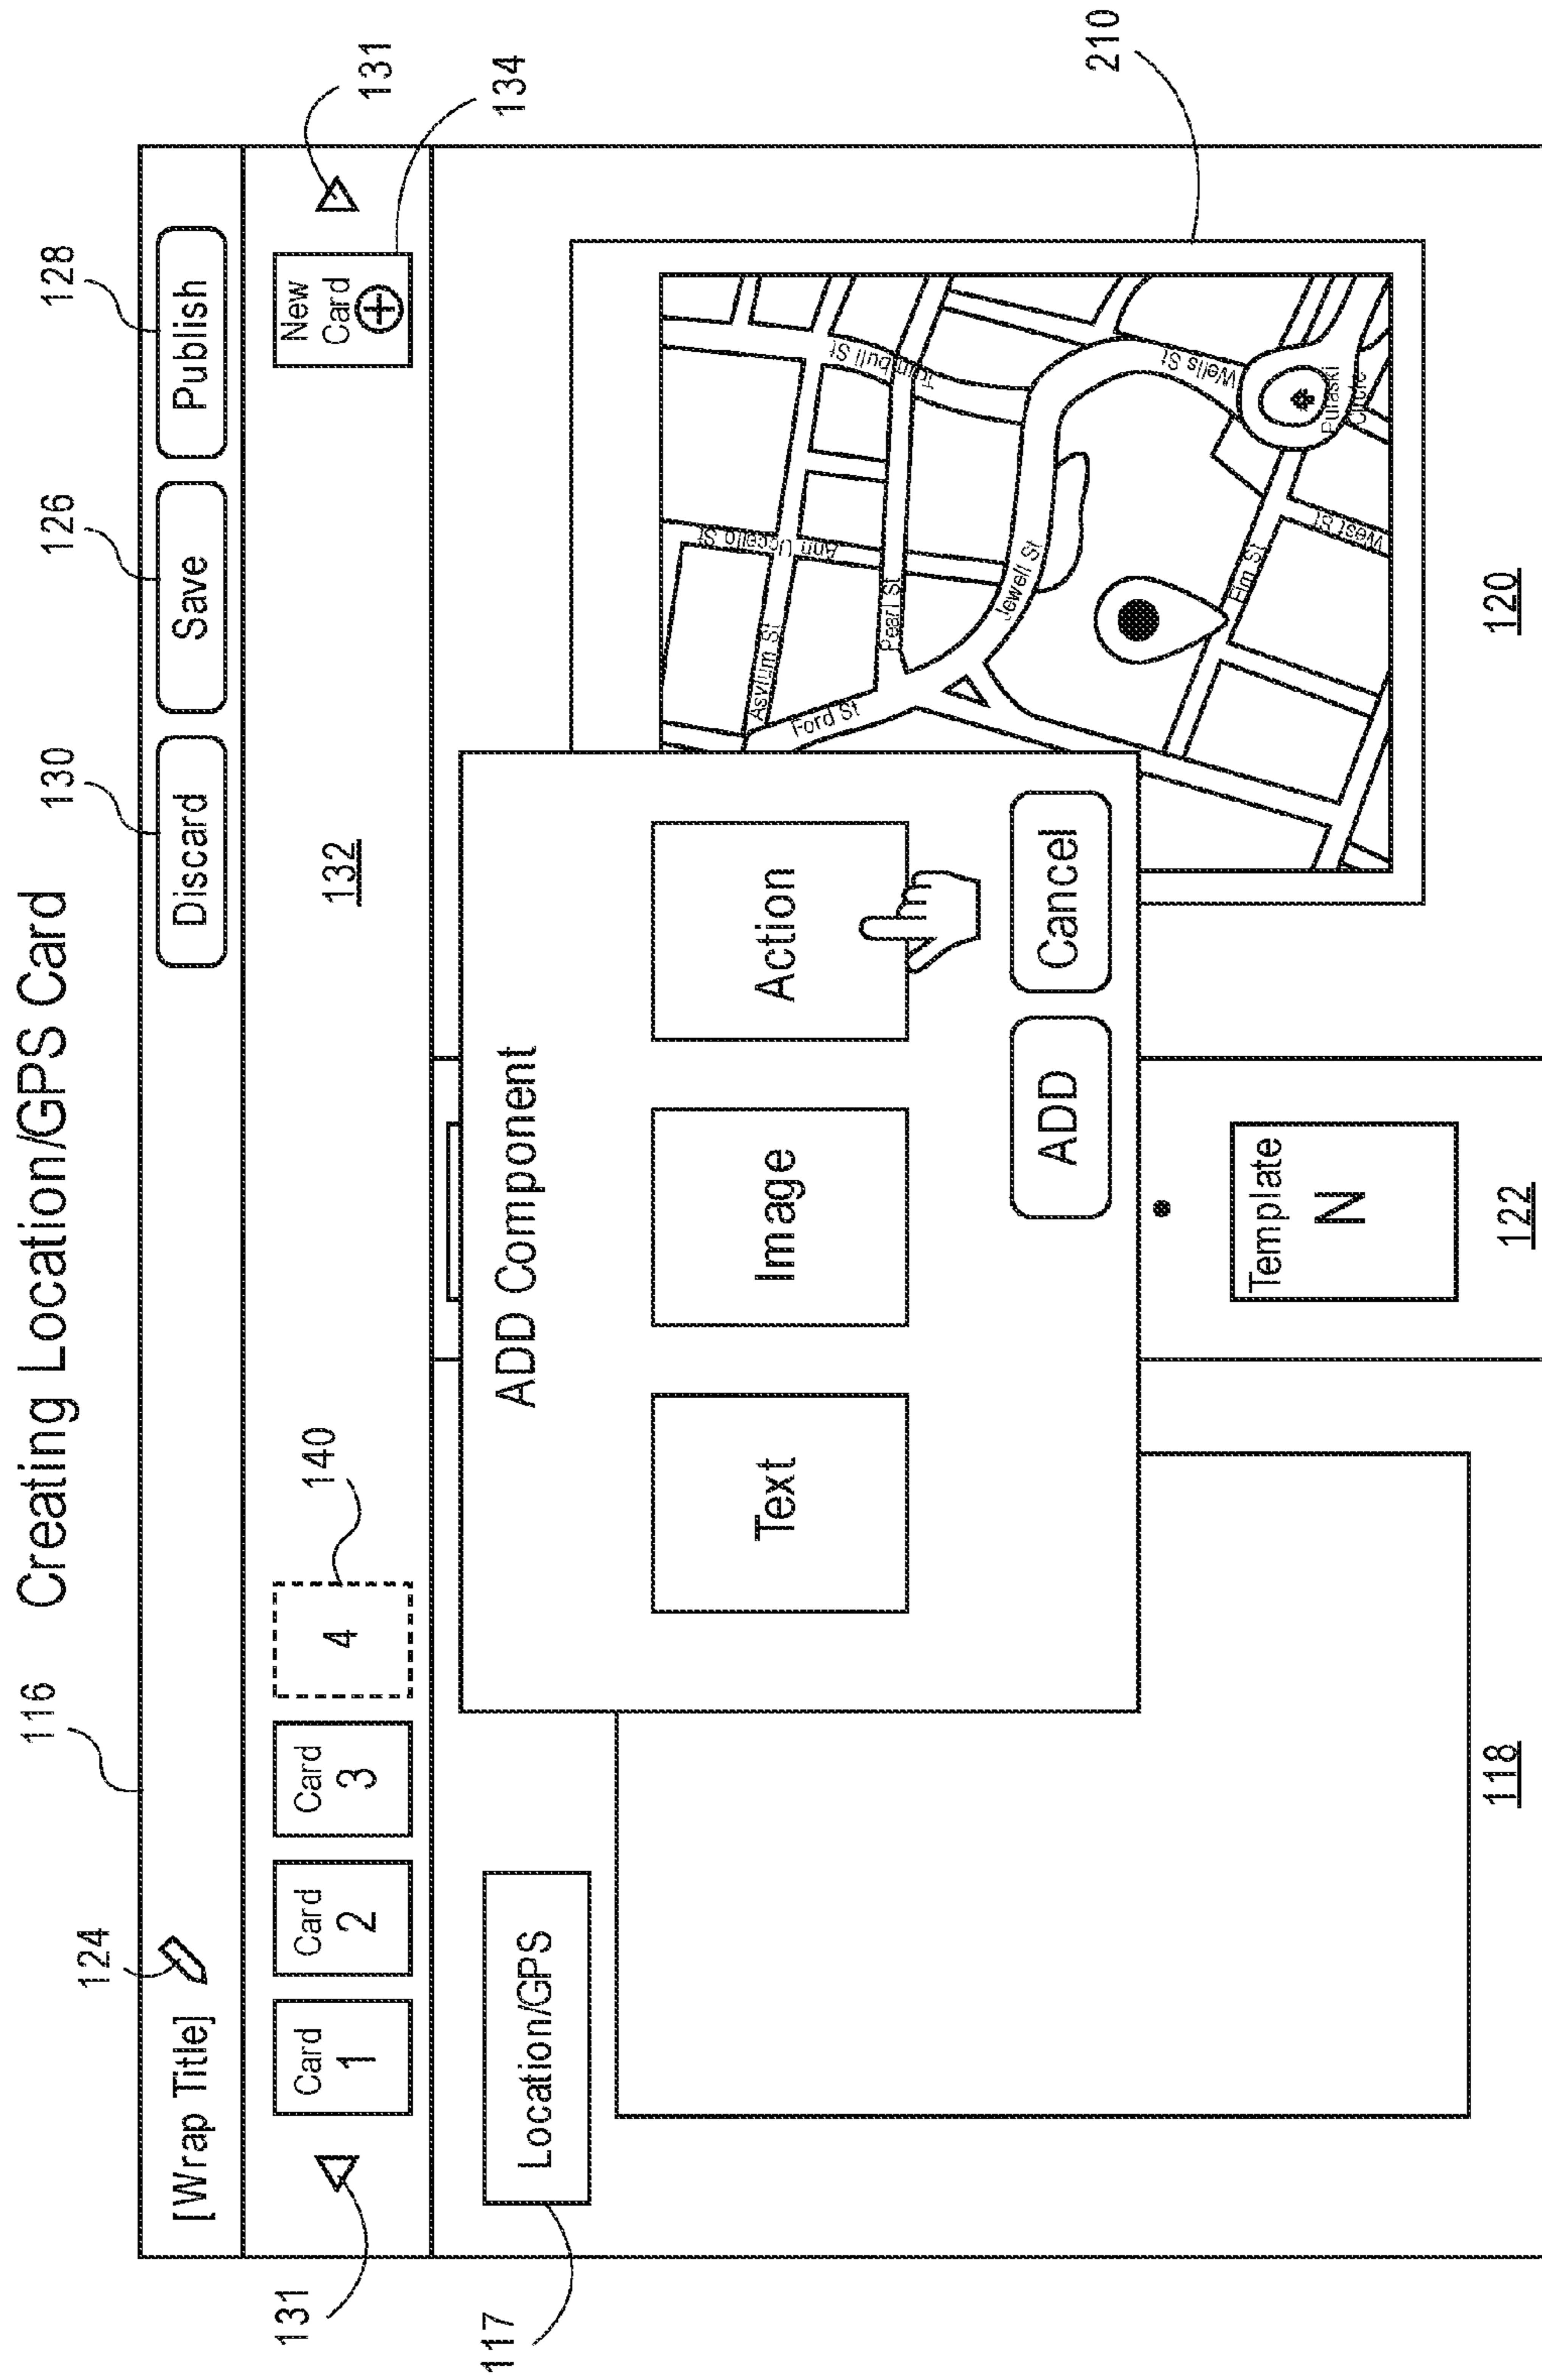 Creating Location/GPS Card
116
124
130
126
128
131
134
[Wrap Title]
Discard
Save
Publish
131
Card
1
Card
2
Card
3
4
140
132
New
Card
117
Location/GPS
ADD Component
Text
Image
Action
ADD
Cancel
118
Template
N
122
Asylum St
Ford St
Pearl St
Ann Uccello St
Trumbull St
Jewell St
Wells St
Elm St
West St
Pulaski
Circle
120
210